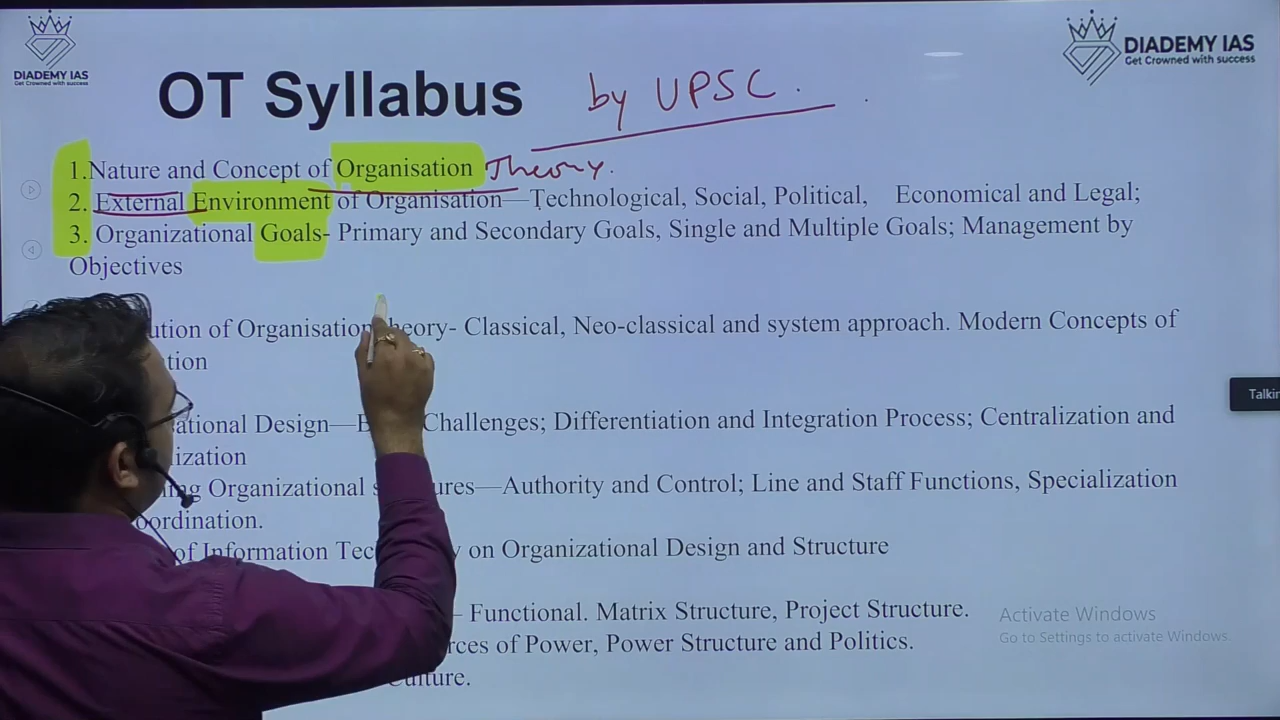 DIADEMY IAS
Get Crowned with success
DIADEMY IAS
Get Crowned with success
OT Syllabus by UPSC.
1.Nature and Concept of Organisation Theory.
2. External Environment of Organisation—Technological, Social, Political, Economical and Legal;
3. Organizational Goals- Primary and Secondary Goals, Single and Multiple Goals; Management by
Objectives
ution of Organisation heory- Classical, Neo-classical and system approach. Modern Concepts of
tion
ational Design— Challenges; Differentiation and Integration Process; Centralization and
ization
ng Organizational s ures—Authority and Control; Line and Staff Functions, Specialization
oordination.
of Information Tec y on Organizational Design and Structure
– Functional. Matrix Structure, Project Structure.
rces of Power, Power Structure and Politics.
Culture.
Talkin
Activate Windows
Go to Settings to activate Windows.